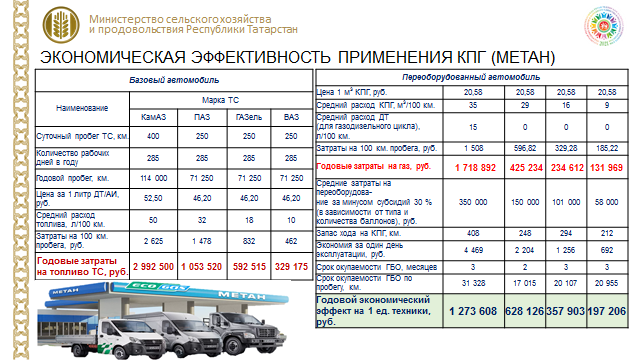 Министерство сельского хозяйства
и продовольствия Республики Татарстан
ЭКОНОМИЧЕСКАЯ ЭФФЕКТИВНОСТЬ ПРИМЕНЕНИЯ КПГ (МЕТАН)
Базовый автомобиль
Наименование
Марка ТС
КамАЗ ПАЗ ГАЗель ВАЗ
Суточный пробег ТС, км. 400 250 250 250
Количество рабочих
дней в году 285 285 285 285
Годовой пробег, км. 114 000 71 250 71 250 71 250
Цена за 1 литр ДТ/АИ,
руб. 52,50 46,20 46,20 46,20
Средний расход
топлива, л/100 км. 50 32 18 10
Затраты на 100 км.
пробега, руб. 2 625 1 478 832 462
Годовые затраты
на топливо ТС, руб. 2 992 500 1 053 520 592 515 329 175
Переоборудованный автомобиль
Цена 1 м3 КПГ, руб. 20,58 20,58 20,58 20,58
Средний расход КПГ, м3/100 км. 35 29 16 9
Средний расход ДТ
(для газодизельного цикла),
л/100 км. 15 0 0 0
Затраты на 100 км. пробега, руб. 1 508 596,82 329,28 185,22
Годовые затраты на газ, руб. 1 718 892 425 234 234 612 131 969
Средние затраты на
переоборудова-
ние за минусом субсидий 30 %
(в зависимости от типа и
количества баллонов), руб. 350 000 150 000 101 000 58 000
Запас хода на КПГ, км. 408 248 294 212
Экономия за один день
эксплуатации, руб. 4 469 2 204 1 256 692
Срок окупаемости ГБО, месяцев 3 2 3 3
Срок окупаемости ГБО по
пробегу, км. 31 328 17 015 20 107 20 955
Годовой экономический
эффект на 1 ед. техники,
руб. 1 273 608 628 126 357 903 197 206
МЕТАН
ECO GAS
МЕТАН